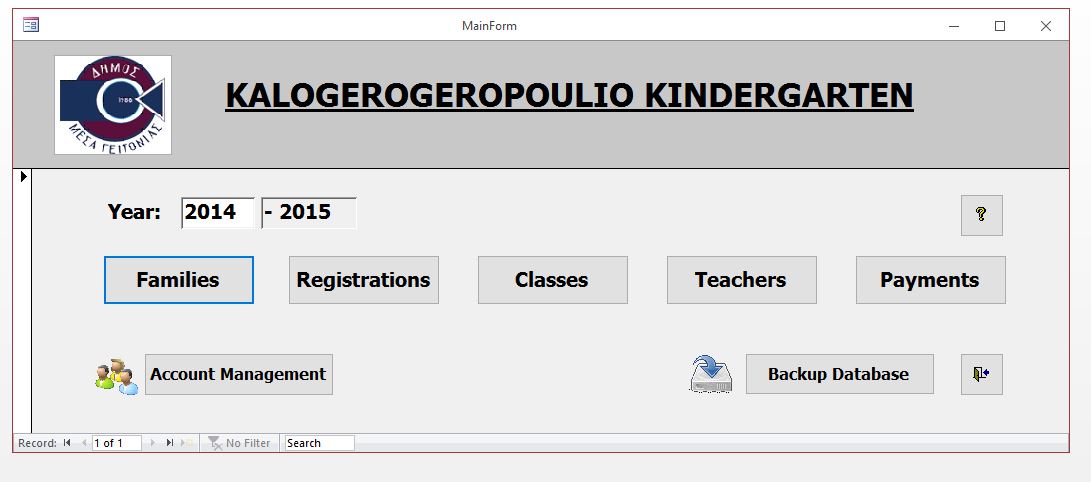 MainForm
ΔΗΜΟΣ
1986
ΜΕΣΑ ΓΕΙΤΟΝΙΑΣ
KALOGEROGEROPOULIO KINDERGARTEN
Year: 2014 - 2015
?
Families Registrations Classes Teachers Payments
Account Management Backup Database
Record: 1 of 1 No Filter Search